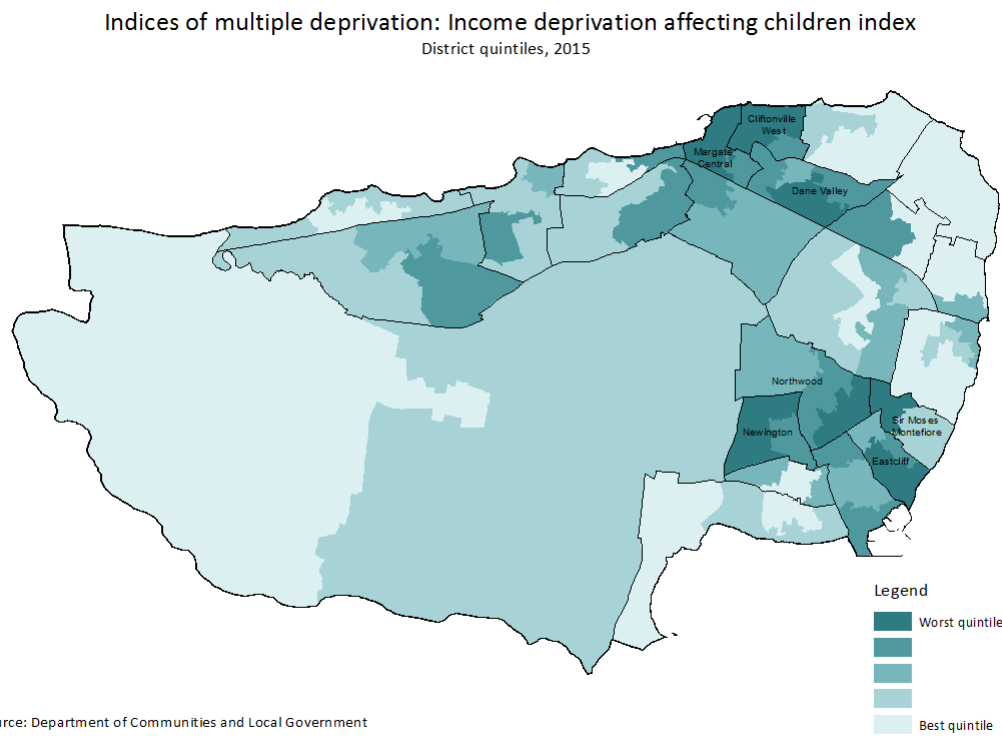 Indices of multiple deprivation: Income deprivation affecting children index
District quintiles, 2015
Cliftonville
West
Margate
Central
Dane Valley
Northwood
Sir Moses
Montefiore
Newington
Eastcliff
Legend
Worst quintile
Best quintile
rce: Department of Communities and Local Government